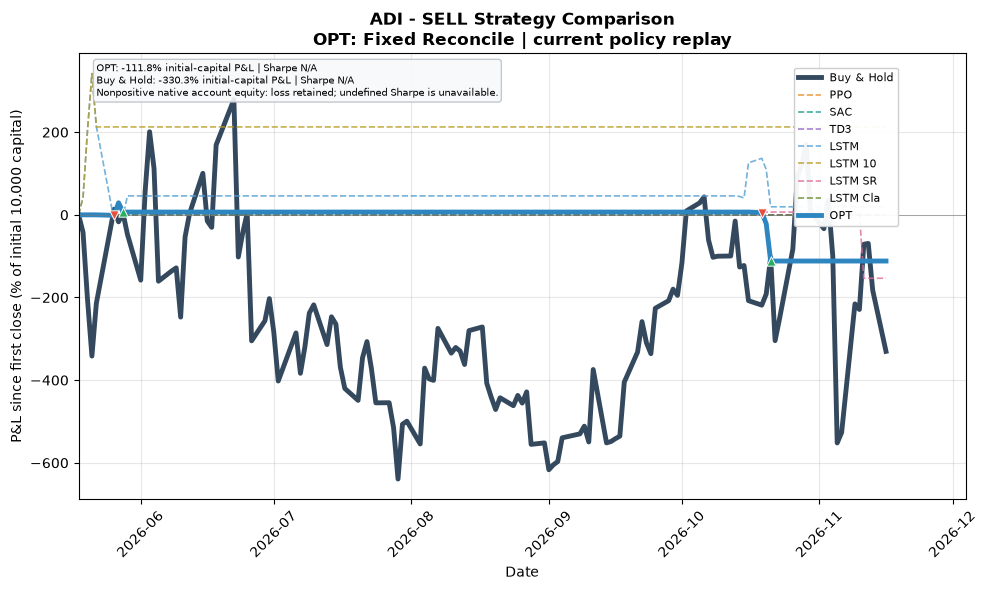 ADI - SELL Strategy Comparison
OPT: Fixed Reconcile | current policy replay
OPT: -111.8% initial-capital P&L | Sharpe N/A
Buy & Hold: -330.3% initial-capital P&L | Sharpe N/A
Nonpositive native account equity: loss retained; undefined Sharpe is unavailable.
Buy & Hold
PPO
SAC
TD3
LSTM
LSTM 10
LSTM SR
LSTM Cla
OPT
P&L since first close (% of initial 10,000 capital)
200
0
−200
−400
−600
2026-06
2026-07
2026-08
2026-09
2026-10
2026-11
2026-12
Date